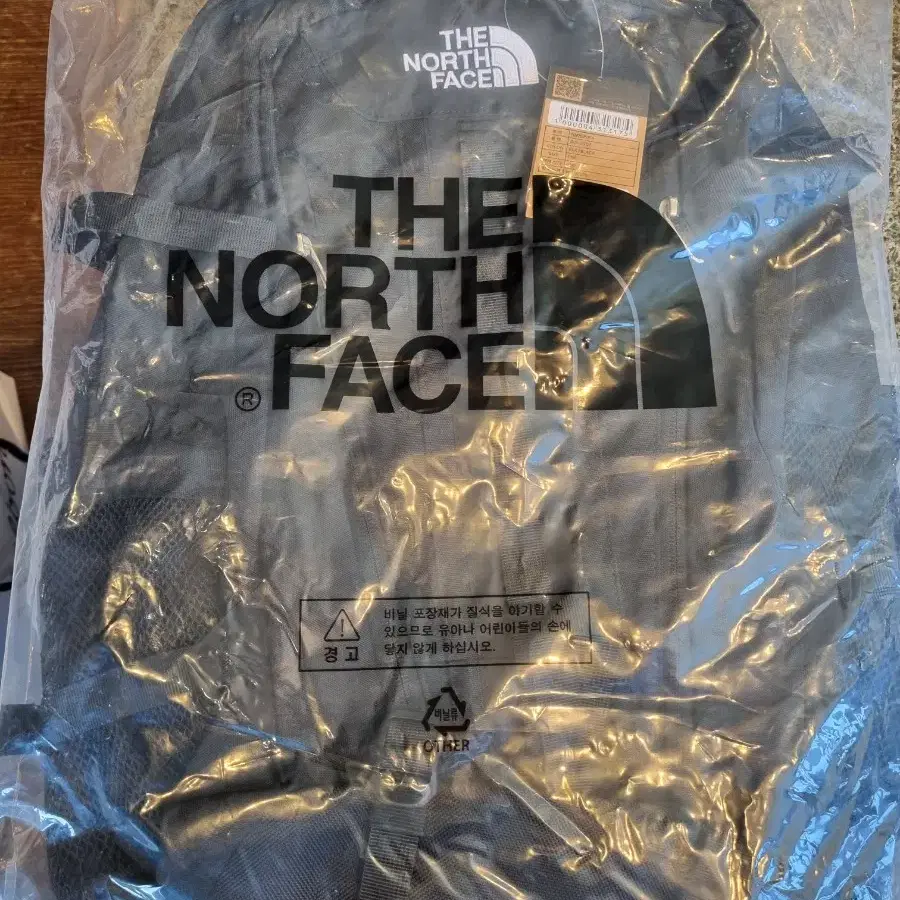 THE
NORTH
FACE
THE
NORTH
® FACE
비닐 포장재가 질식을 야기할 수
있으므로 유아나 어린이들의 손에
닿지 않게 하십시오.
경고
비닐류
OTHER